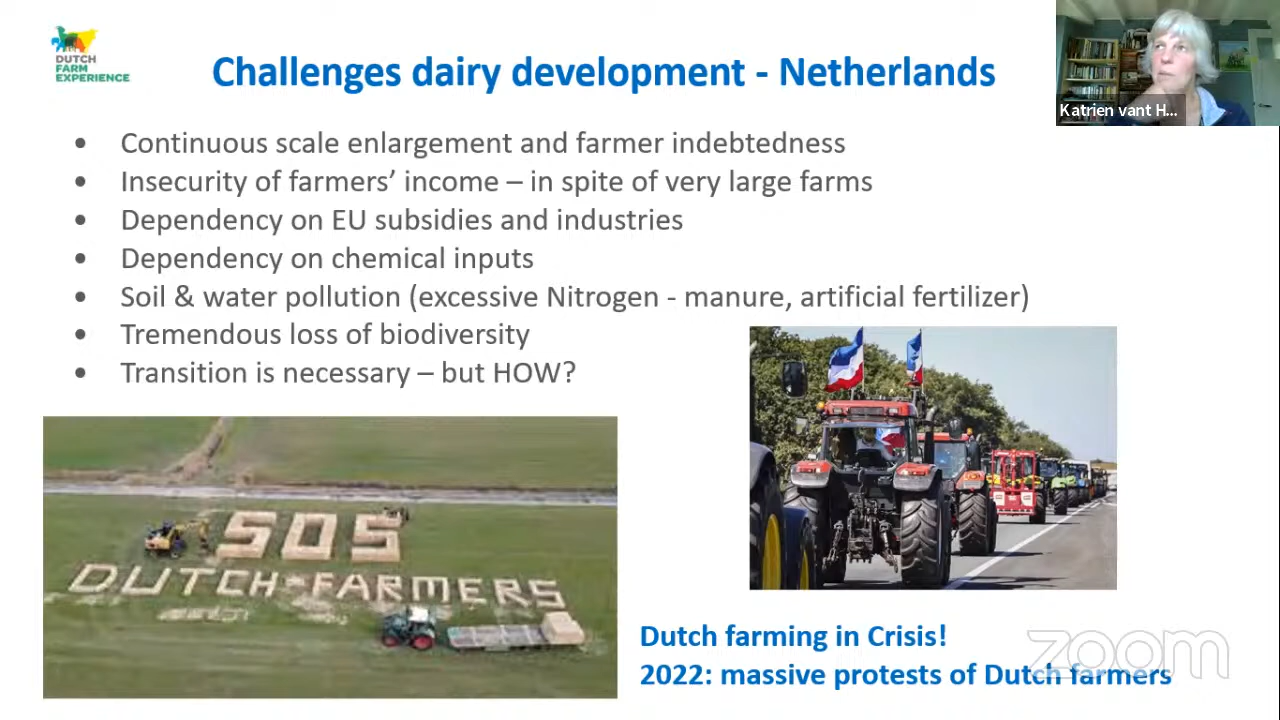 DUTCH
FARM
EXPERIENCE
Challenges dairy development - Netherlands
Katrien vant H...
• Continuous scale enlargement and farmer indebtedness
• Insecurity of farmers’ income – in spite of very large farms
• Dependency on EU subsidies and industries
• Dependency on chemical inputs
• Soil & water pollution (excessive Nitrogen - manure, artificial fertilizer)
• Tremendous loss of biodiversity
• Transition is necessary – but HOW?
SOS
DUTCH FARMERS
Dutch farming in Crisis!
2022: massive protests of Dutch farmers
zoom